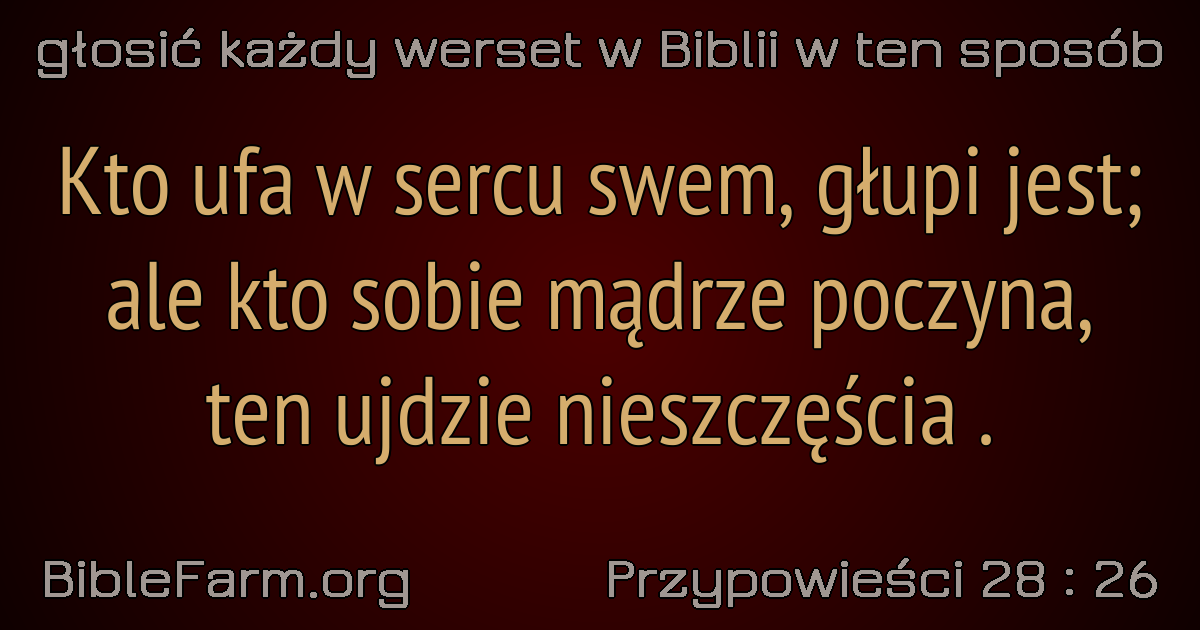 głosić każdy werset w Biblii w ten sposób
Kto ufa w sercu swem, głupi jest;
ale kto sobie mądrze poczyna,
ten ujdzie nieszczęścia .
BibleFarm.org
Przypowieści 28 : 26